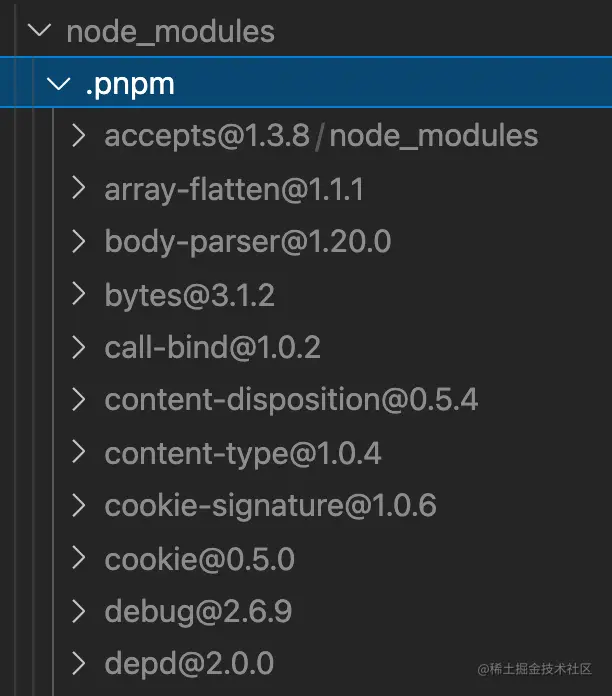 node_modules
.pnpm
accepts@1.3.8/node_modules
array-flatten@1.1.1
body-parser@1.20.0
bytes@3.1.2
call-bind@1.0.2
content-disposition@0.5.4
content-type@1.0.4
cookie-signature@1.0.6
cookie@0.5.0
debug@2.6.9
depd@2.0.0
@稀土掘金技术社区